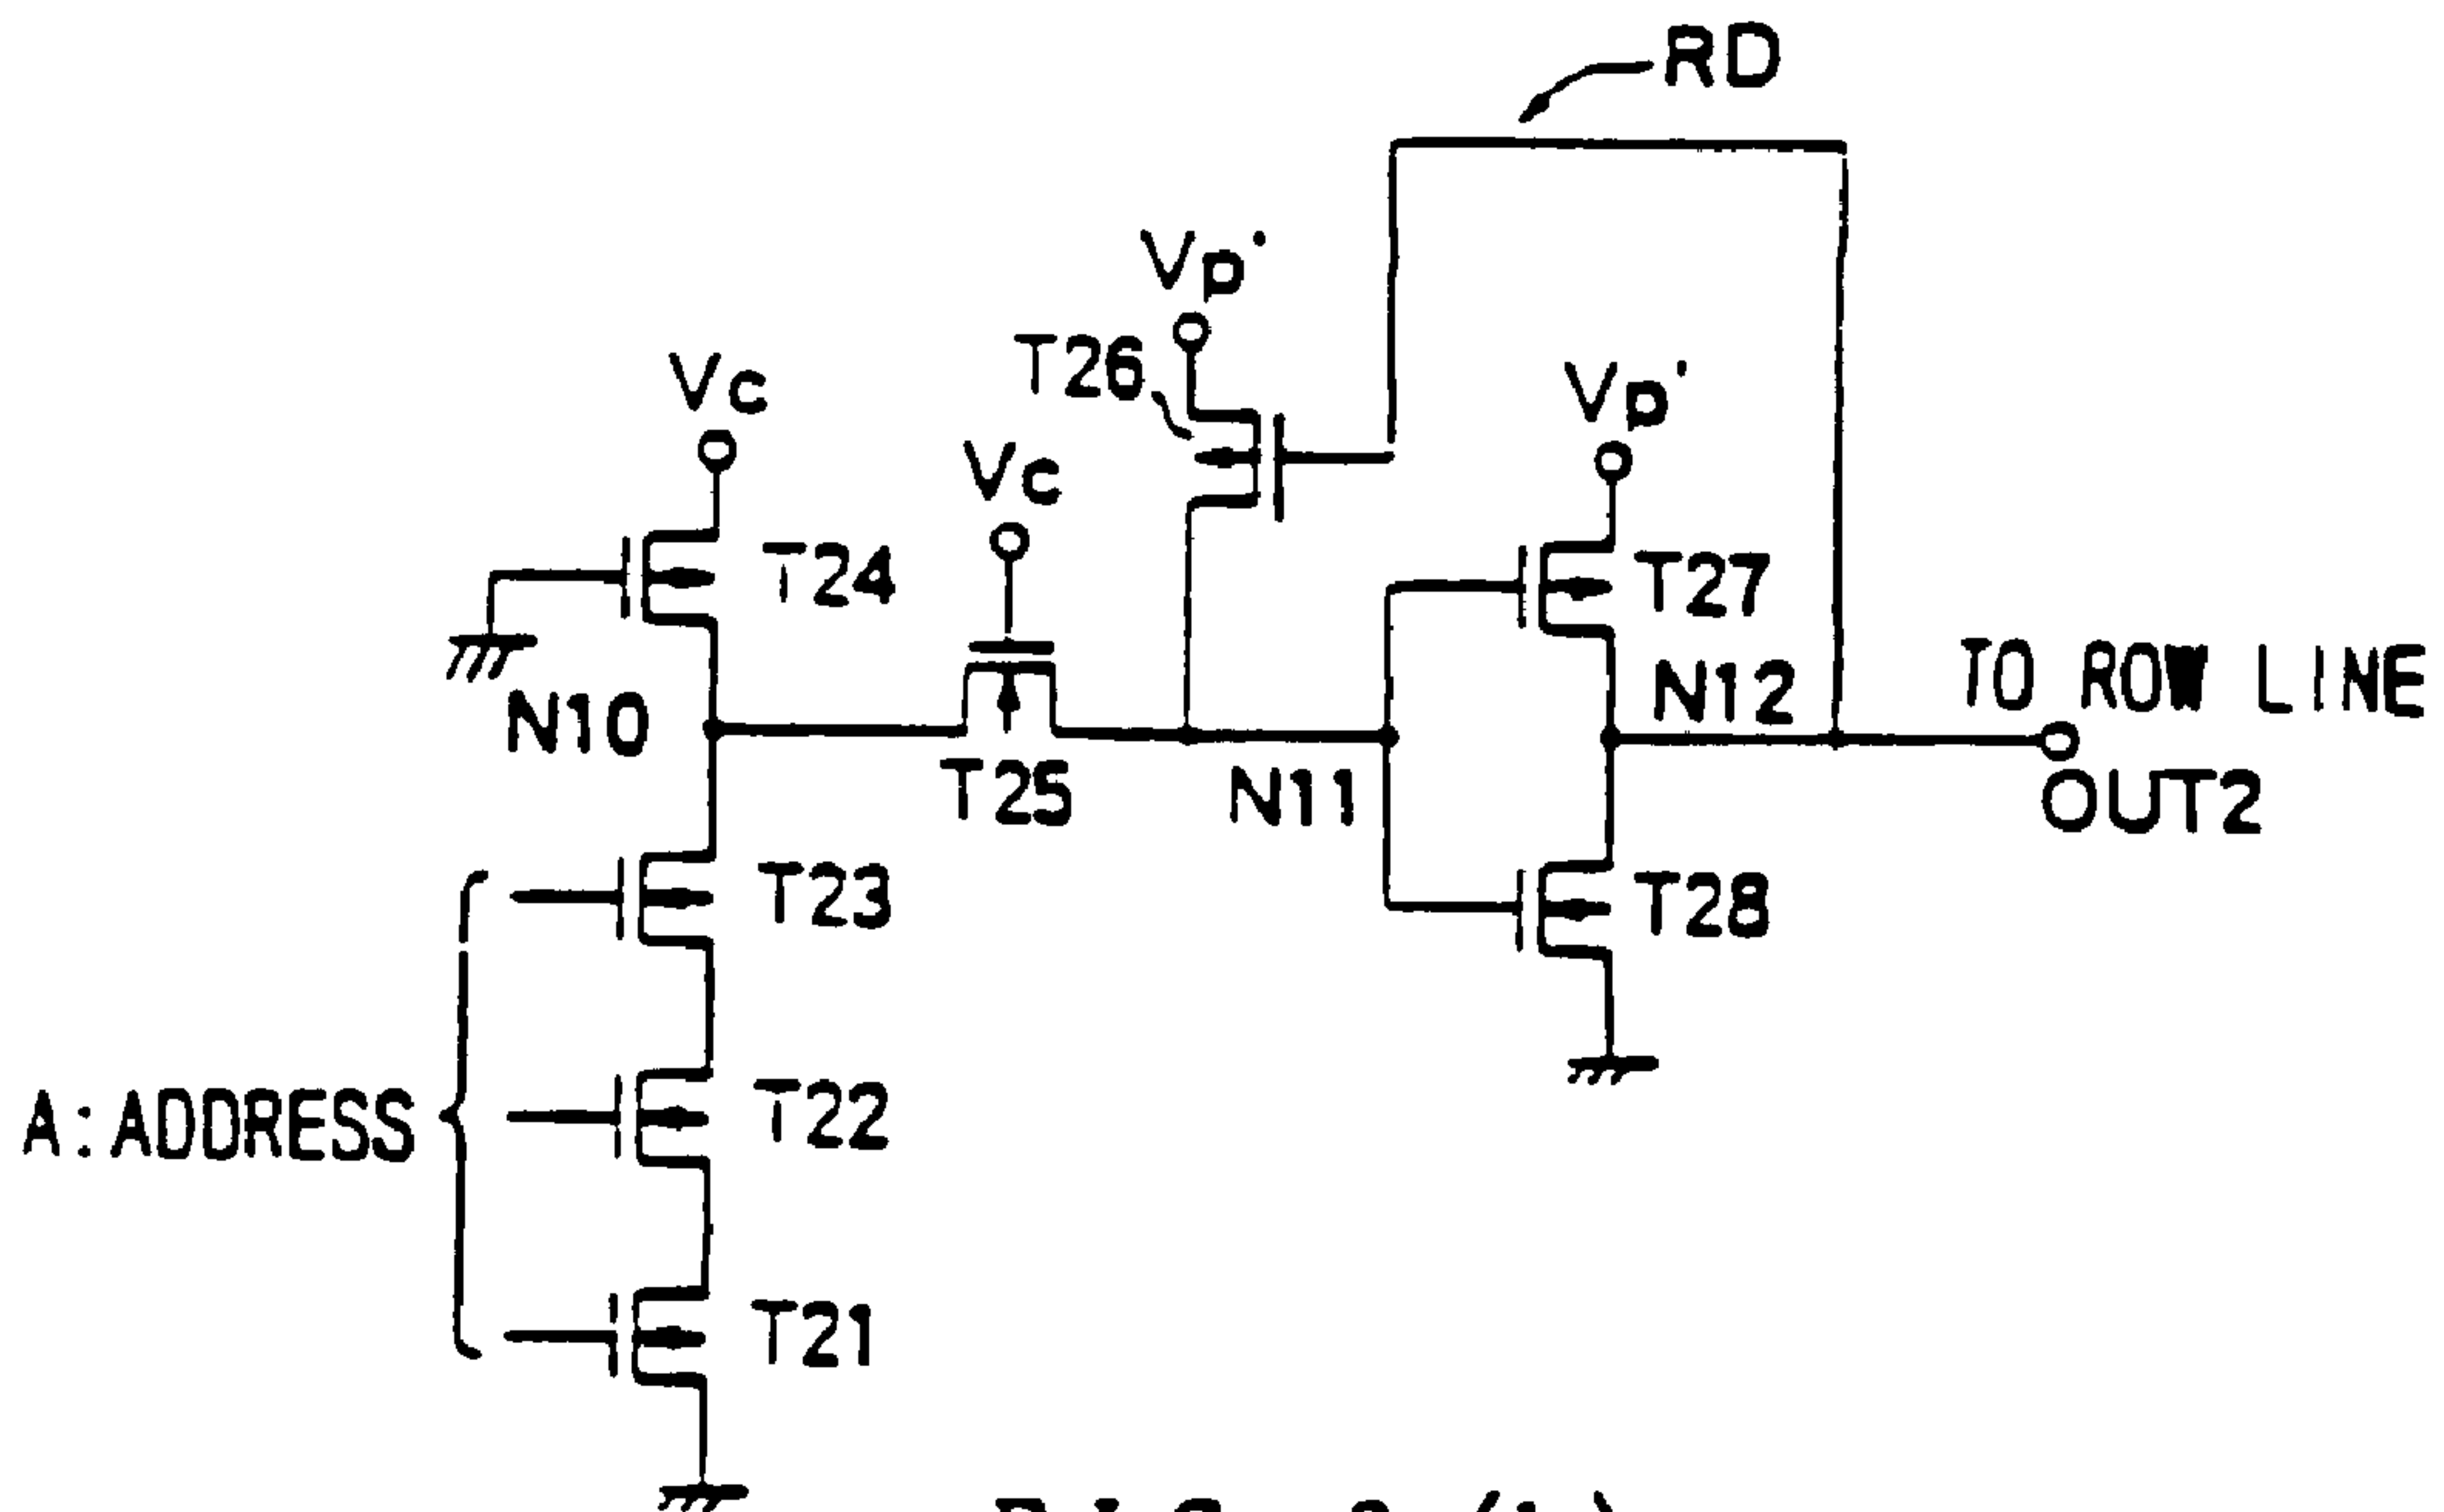 RD
Vp'
T26
Vc
Vp'
Vc
T24
T27
N10
N12
TO ROW LINE
T25
N11
OUT2
T23
T28
A:ADDRESS
T22
T21